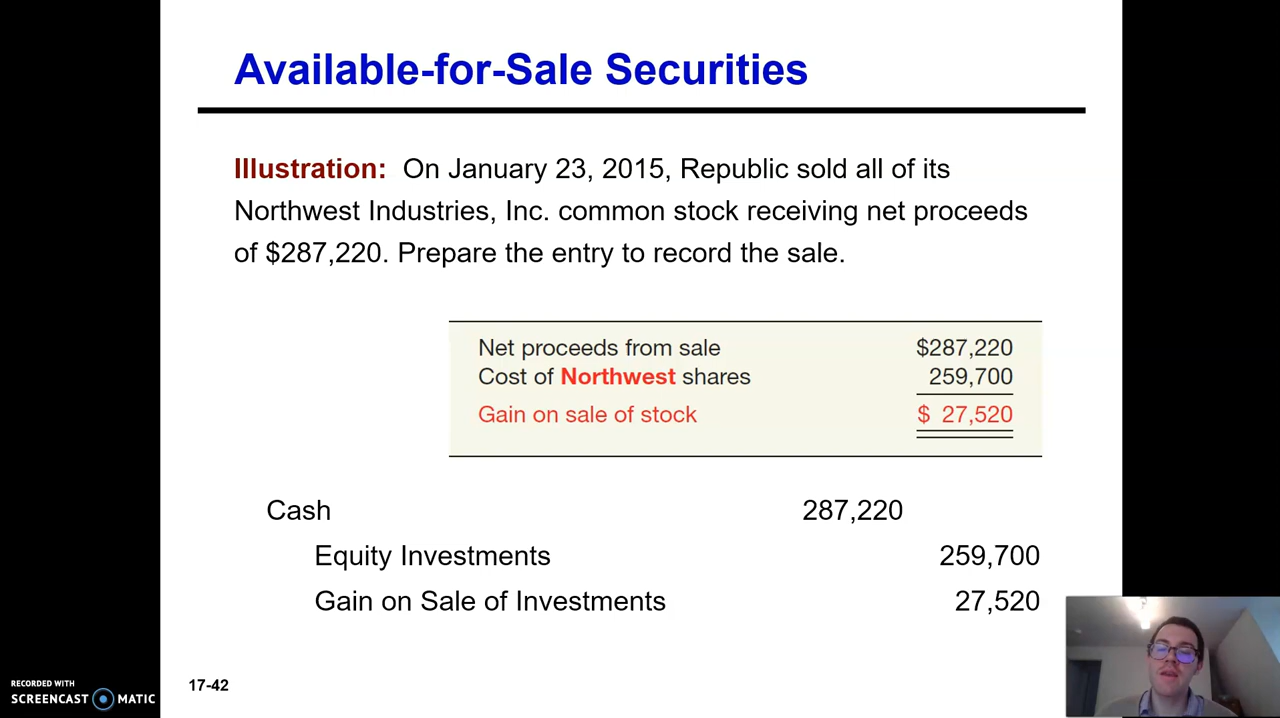 Available-for-Sale Securities
Illustration: On January 23, 2015, Republic sold all of its
Northwest Industries, Inc. common stock receiving net proceeds
of $287,220. Prepare the entry to record the sale.
Net proceeds from sale $287,220
Cost of Northwest shares 259,700
Gain on sale of stock $ 27,520
Cash 287,220
Equity Investments 259,700
Gain on Sale of Investments 27,520
17-42
RECORDED WITH
SCREENCAST MATIC